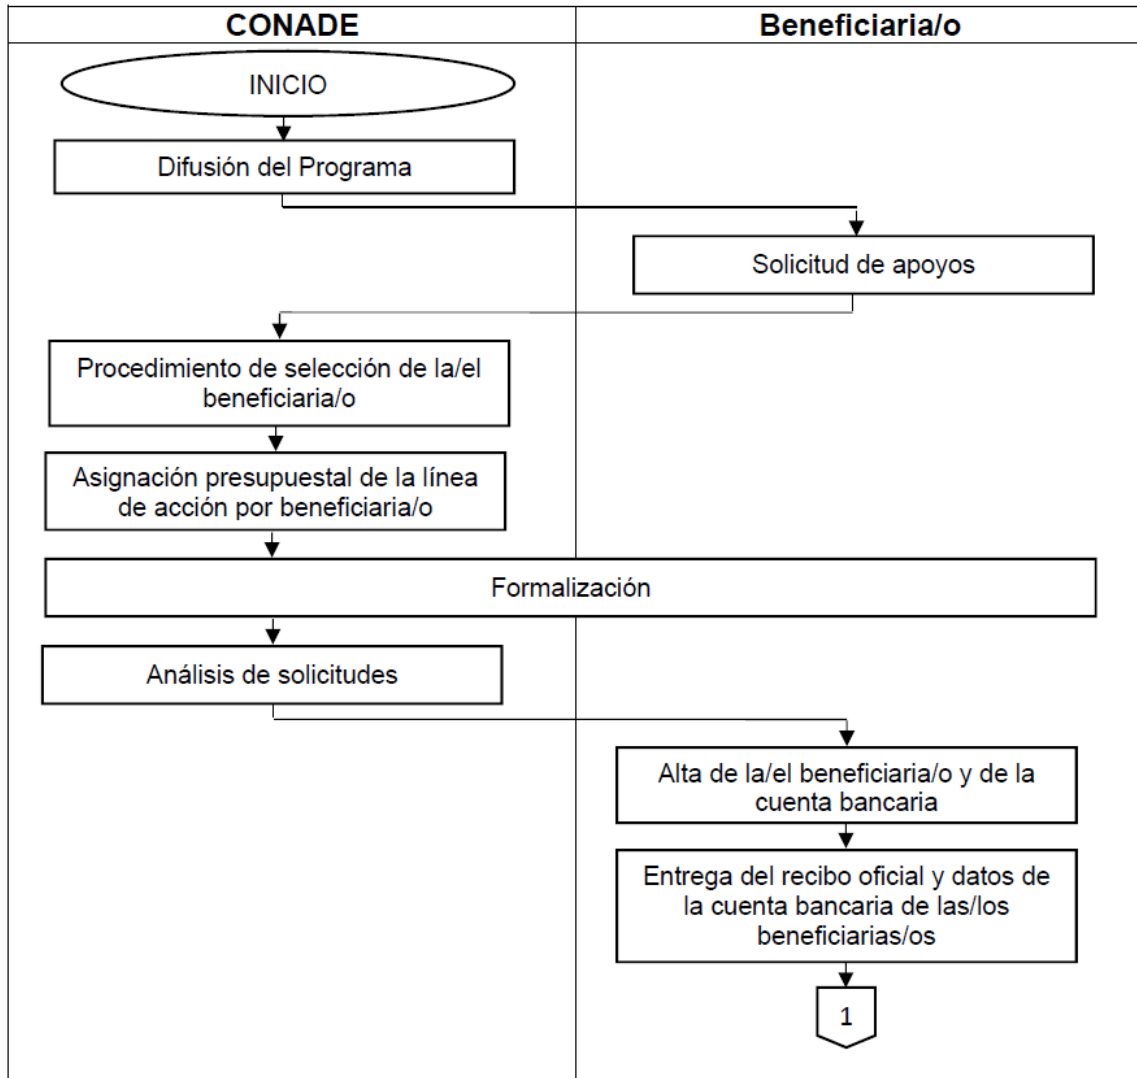 CONADE
Beneficiaria/o
INICIO
Difusión del Programa
Solicitud de apoyos
Procedimiento de selección de la/el
beneficiaria/o
Asignación presupuestal de la línea
de acción por beneficiaria/o
Formalización
Análisis de solicitudes
Alta de la/el beneficiaria/o y de la
cuenta bancaria
Entrega del recibo oficial y datos de
la cuenta bancaria de las/los
beneficiarias/os
1